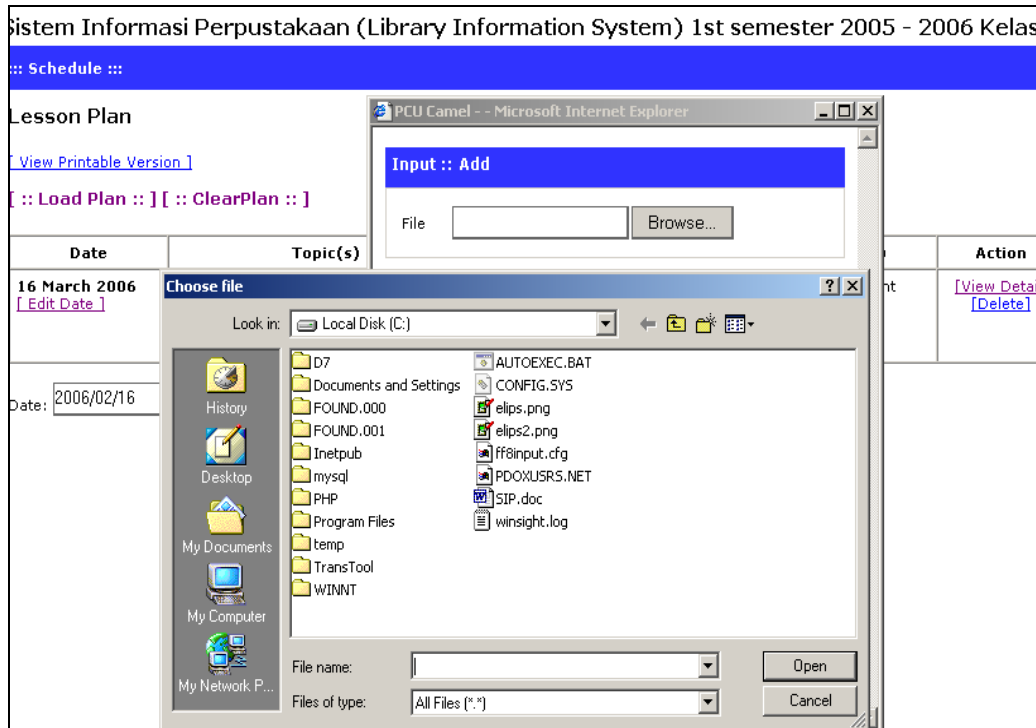 Sistem Informasi Perpustakaan (Library Information System) 1st semester 2005 - 2006 Kelas
::: Schedule :::
Lesson Plan
[ View Printable Version ]
[ :: Load Plan :: ] [ :: ClearPlan :: ]
Date Topic(s) Action
16 March 2006
[ Edit Date ]
[View Detai
[Delete]
Date: 2006/02/16
PCU Camel - - Microsoft Internet Explorer
Input :: Add
File Browse...
Choose file
Look in: Local Disk (C:)
History
Desktop
My Documents
My Computer
My Network P...
D7
Documents and Settings
FOUND.000
FOUND.001
Inetpub
mysql
PHP
Program Files
temp
TransTool
WINNT
AUTOEXEC.BAT
CONFIG.SYS
elips.png
elips2.png
ff8input.cfg
PDOXUSRS.NET
SIP.doc
winsight.log
File name: Open
Files of type: All Files (*.*) Cancel